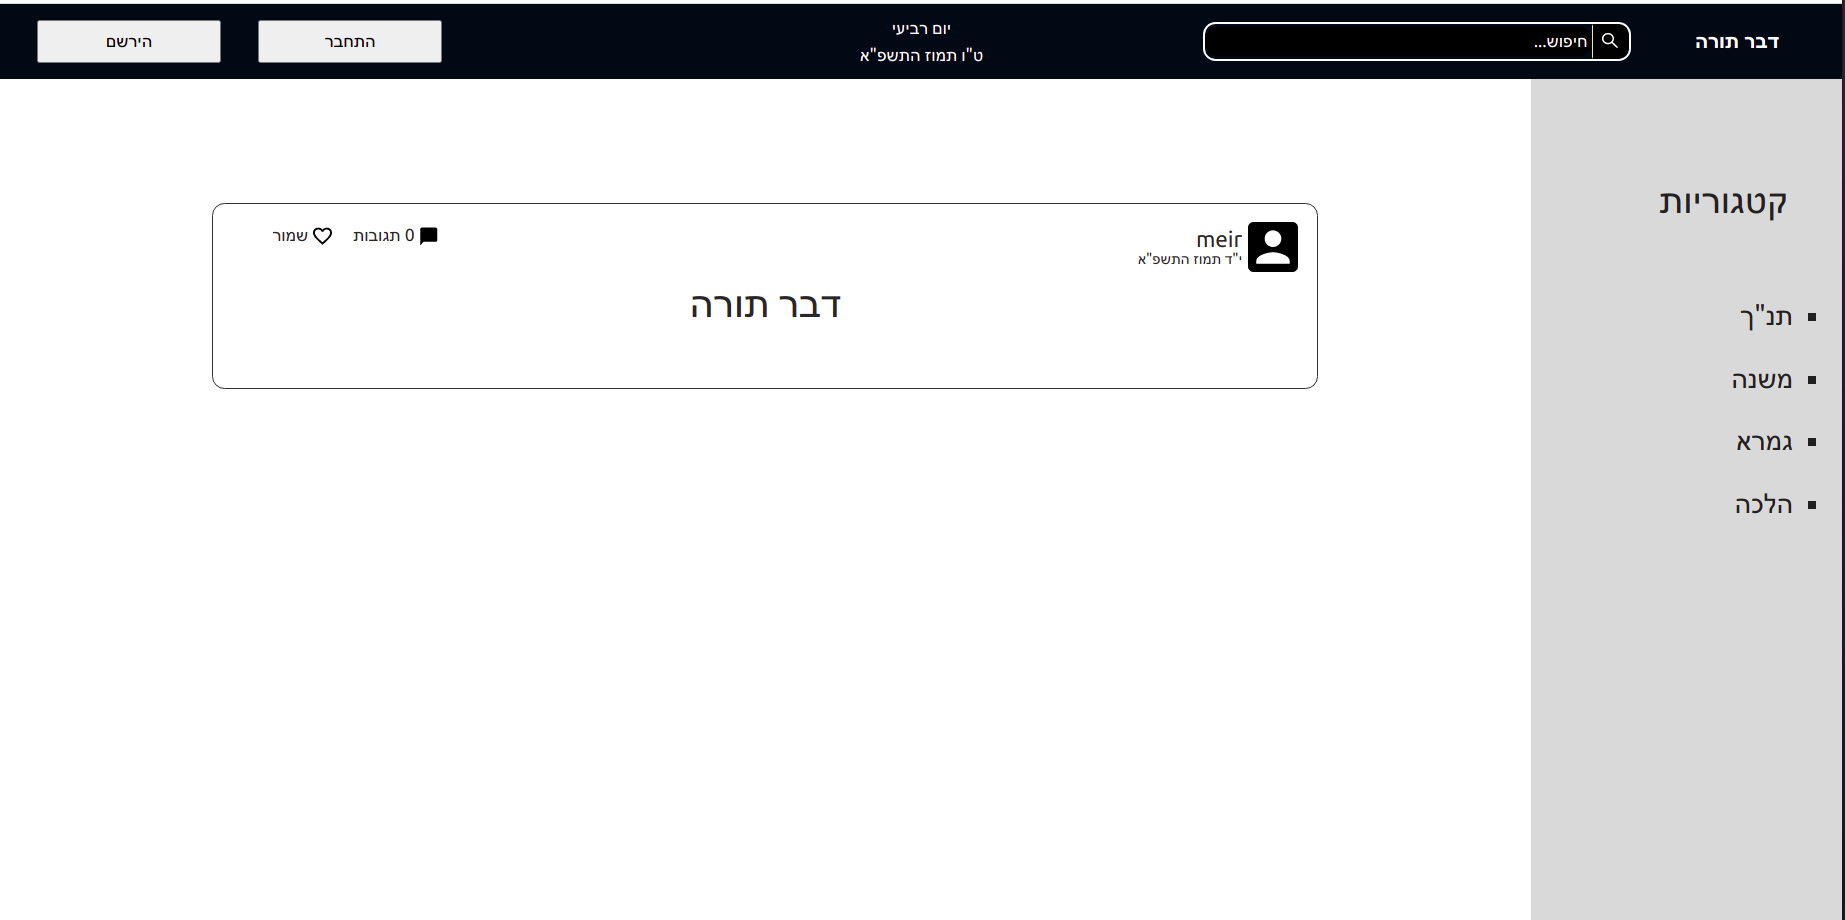 דבר תורה
חיפוש...
יום רביעי
ט"ו תמוז התשפ"א
התחבר
הירשם
קטגוריות
תנ"ך
משנה
גמרא
הלכה
meir
י"ד תמוז התשפ"א
0 תגובות
שמור
דבר תורה